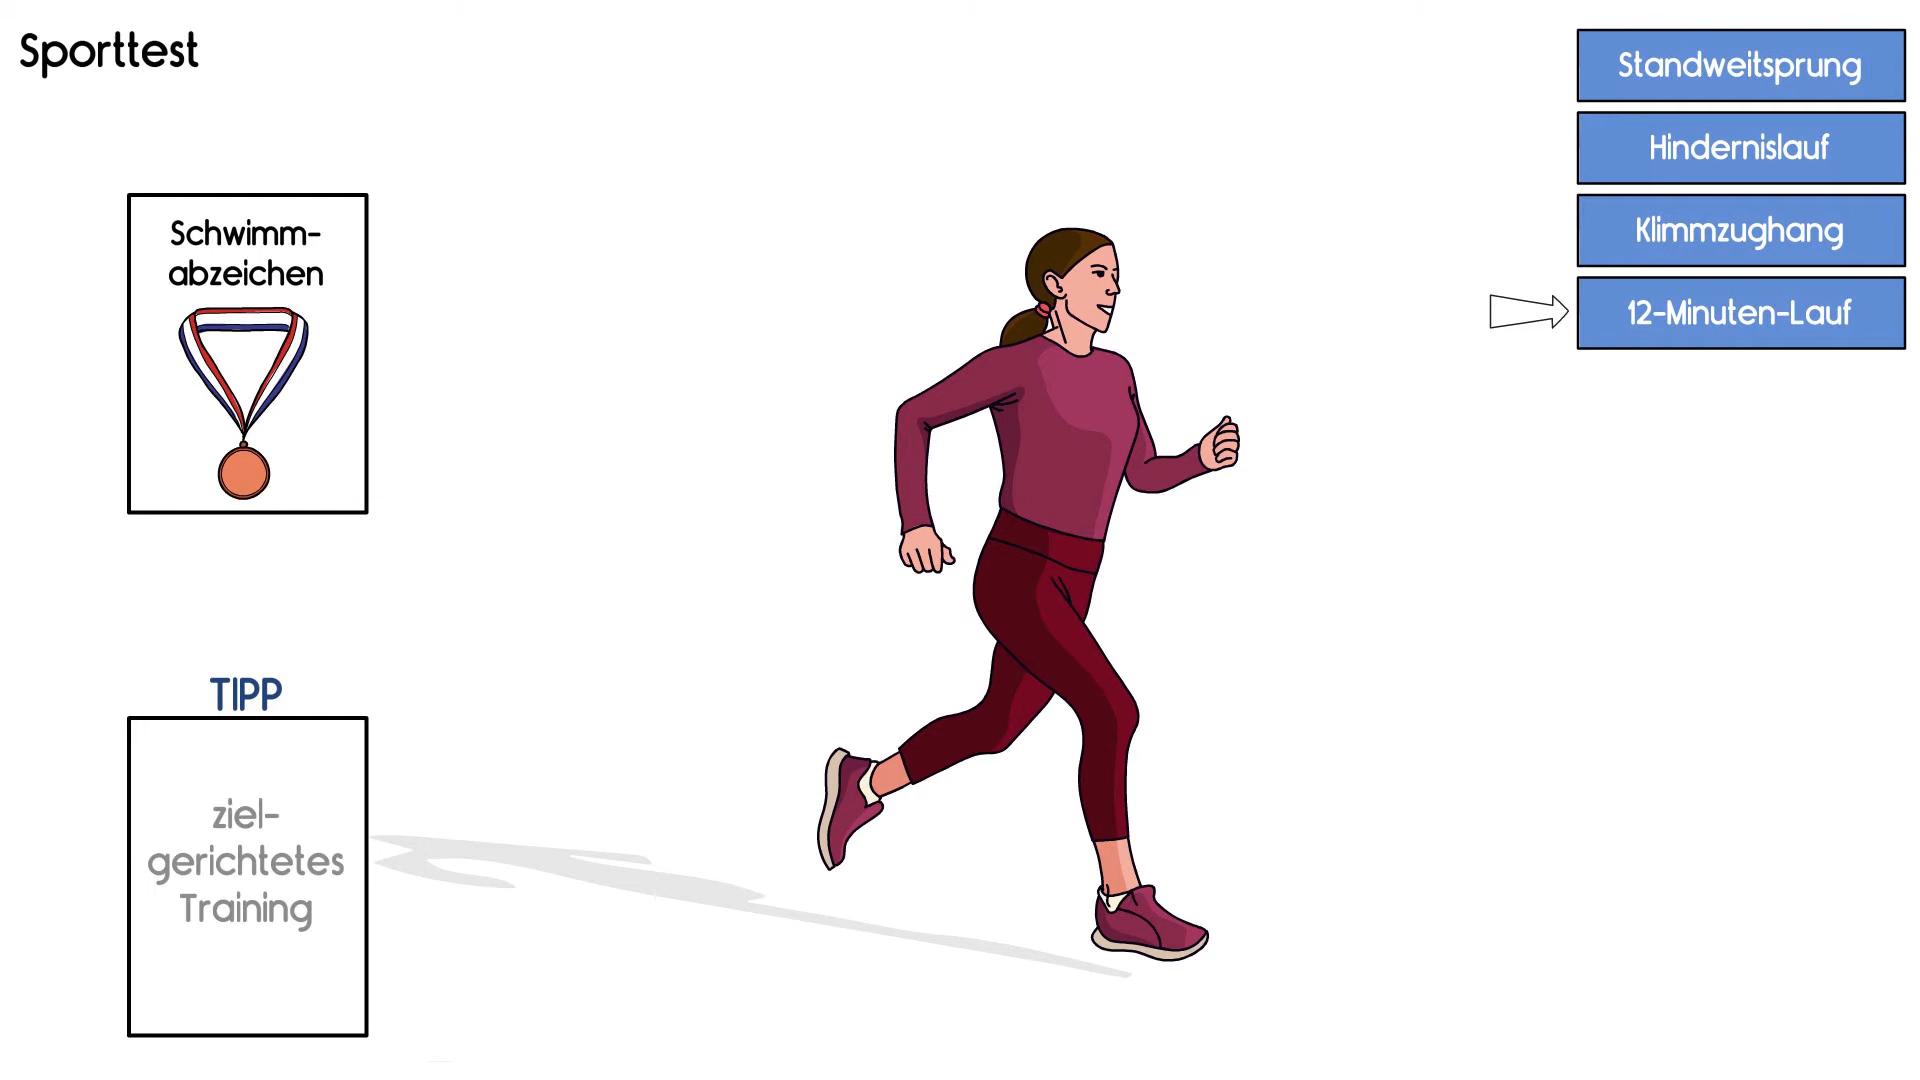 Sporttest
Schwimm-
abzeichen
TIPP
ziel-
gerichtetes
Training
Standweitsprung
Hindernislauf
Klimmzughang
12-Minuten-Lauf